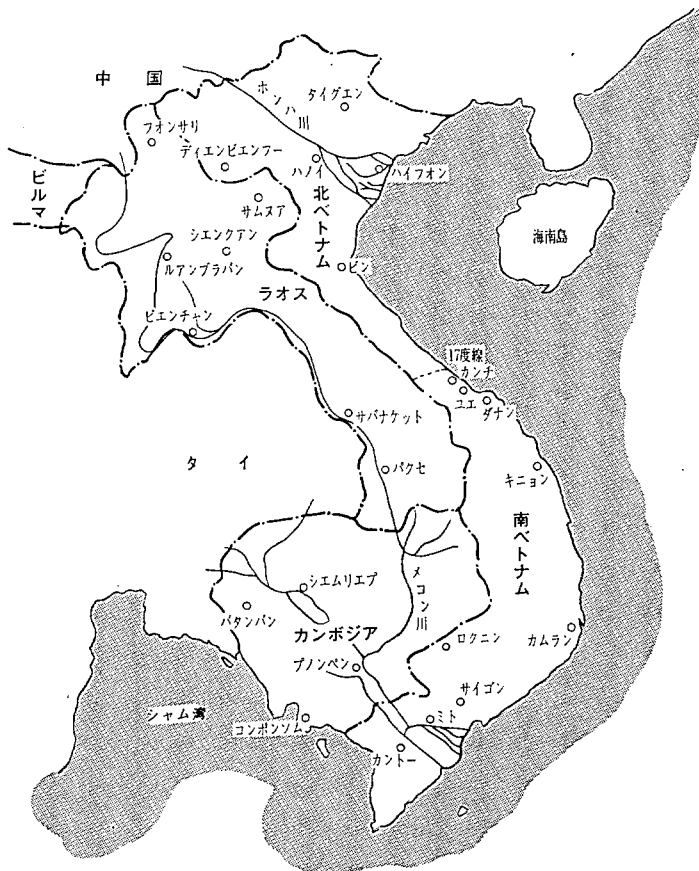 中国
ホンハ川
タイグエン
フォンサリ
ディエンビエンフー
ハノイ
ハイフォン
ビルマ
北ベトナム
サムヌア
シエンクアン
ルアンプラバン
ビン
海南島
ラオス
ビエンチャン
17度線
カンチ
ユエ
ダナン
サバナケット
タイ
パクセ
キニョン
南ベトナム
シエムリエプ
メコン川
バタンバン
カンボジア
ロクニン
カムラン
プノンペン
サイゴン
シャム湾
コンポンソム
ミト
カントー